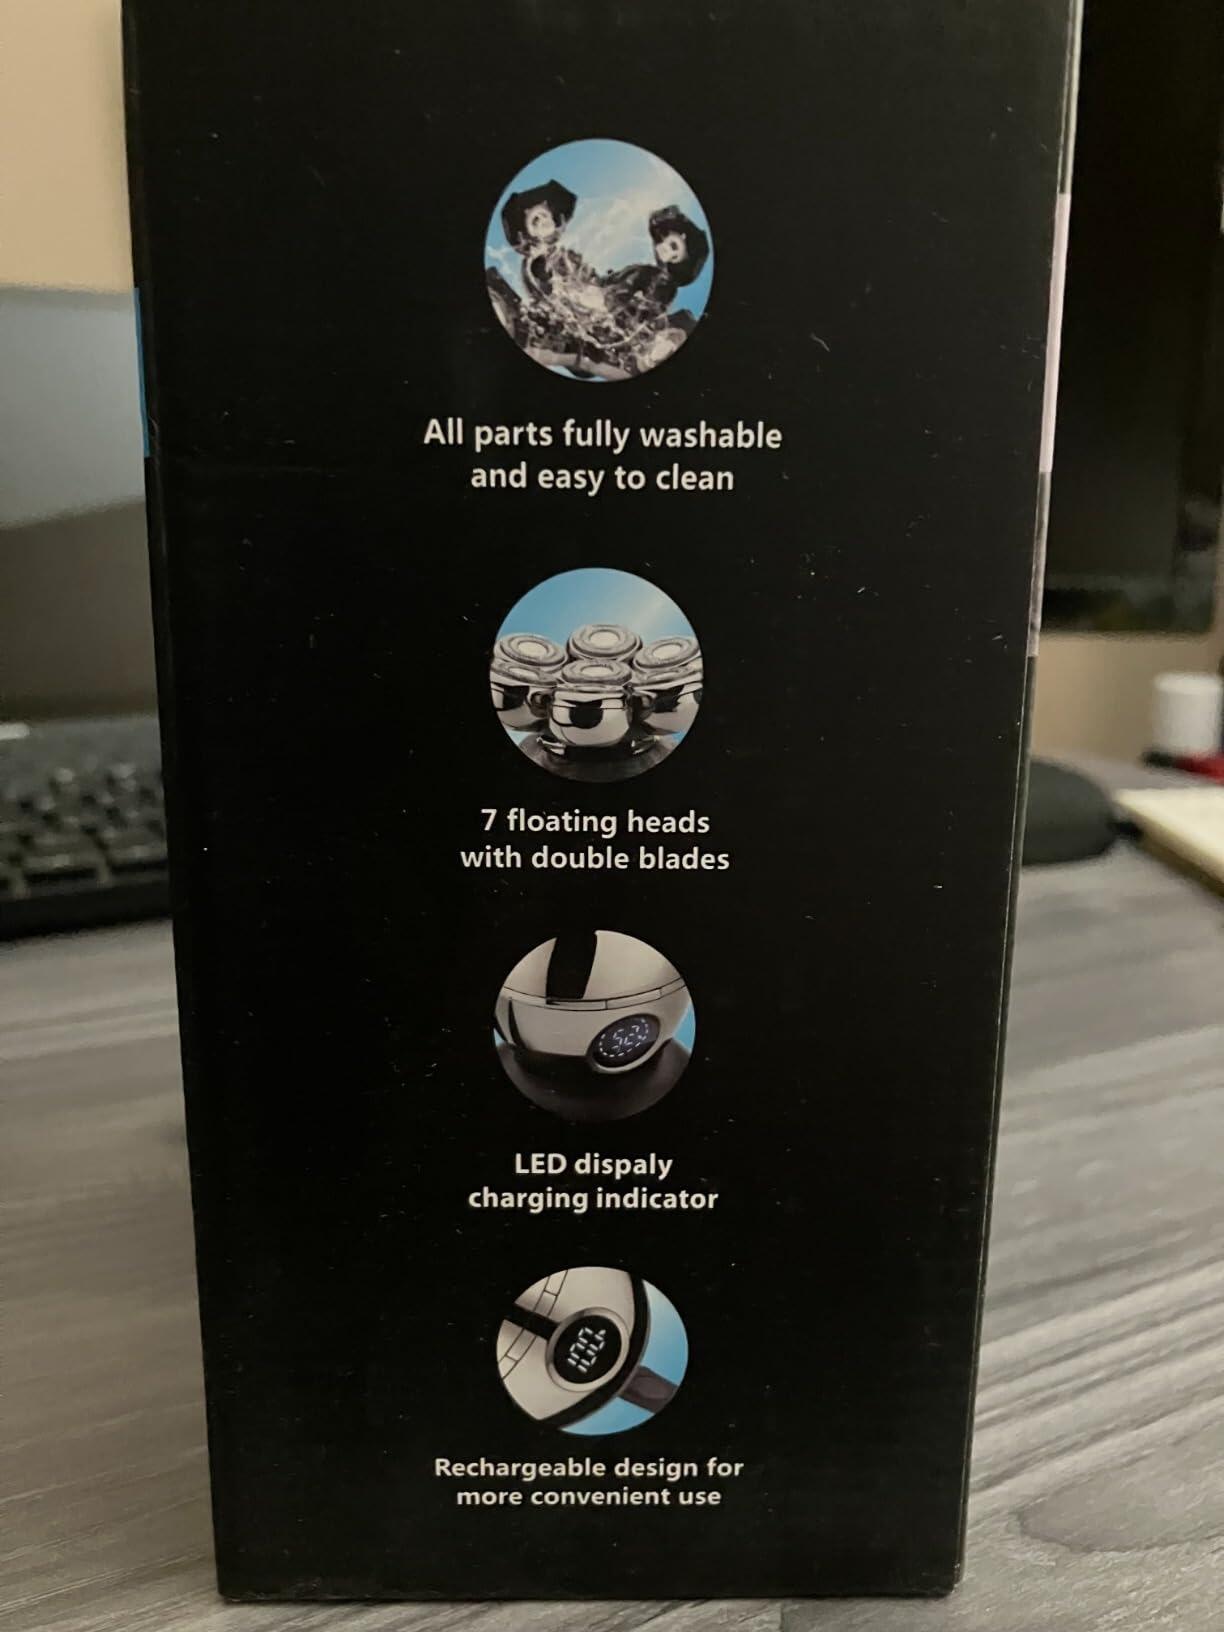 All parts fully washable
and easy to clean
7 floating heads
with double blades
LED dispaly
charging indicator
100
Rechargeable design for
more convenient use